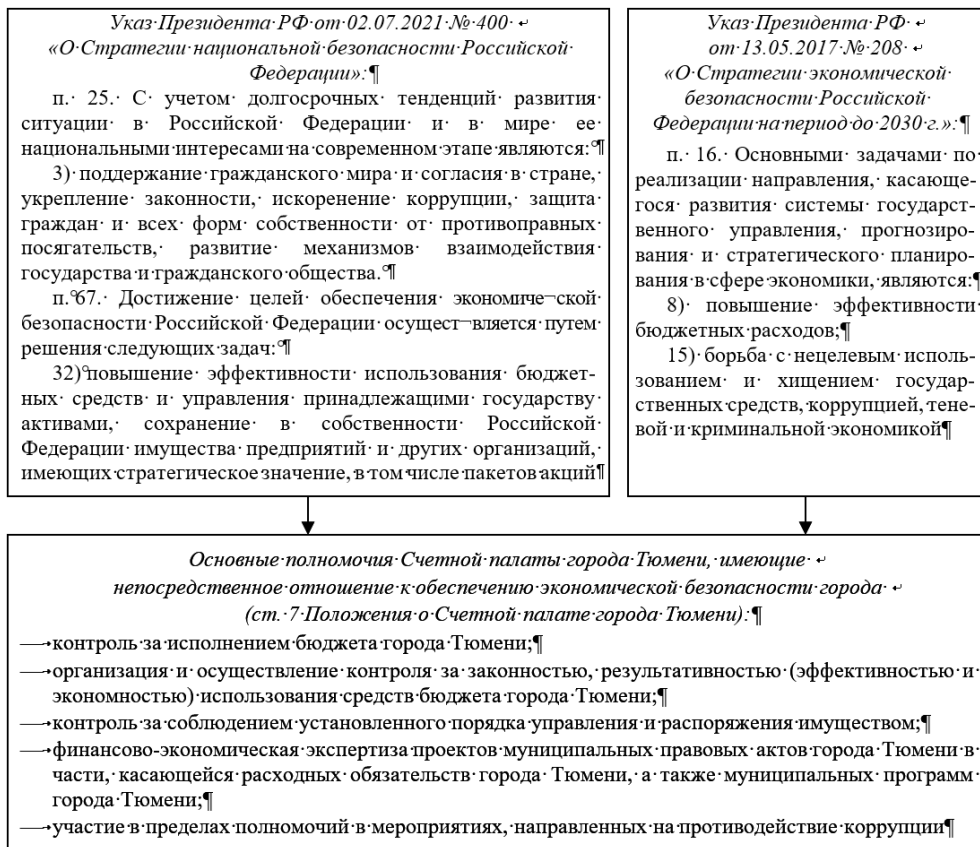 Указ Президента РФ от 02.07.2021 № 400
«О Стратегии национальной безопасности Российской
Федерации»:¶
п. 25. С учетом долгосрочных тенденций развития
ситуации в Российской Федерации и в мире ее
национальными интересами на современном этапе являются:°¶
3) поддержание гражданского мира и согласия в стране,
укрепление законности, искоренение коррупции, защита
граждан и всех форм собственности от противоправных
посягательств, развитие механизмов взаимодействия
государства и гражданского общества.°¶
п.°67. Достижение целей обеспечения экономиче¬ской
безопасности Российской Федерации осущест¬вляется путем
решения следующих задач:°¶
32)°повышение эффективности использования бюджет-
ных средств и управления принадлежащими государству
активами, сохранение в собственности Российской
Федерации имущества предприятий и других организаций,
имеющих стратегическое значение, в том числе пакетов акций¶
Указ Президента РФ
от 13.05.2017 № 208
«О Стратегии экономической
безопасности Российской
Федерации на период до 2030 г.»:¶
п. 16. Основными задачами по
реализации направления, касающе-
гося развития системы государст-
венного управления, прогнозиро-
вания и стратегического планиро-
вания в сфере экономики, являются:¶
8) повышение эффективности
бюджетных расходов;¶
15) борьба с нецелевым исполь-
зованием и хищением государ-
ственных средств, коррупцией, тене-
вой и криминальной экономикой¶
Основные полномочия Счетной палаты города Тюмени, имеющие
непосредственное отношение к обеспечению экономической безопасности города
(ст. 7 Положения о Счетной палате города Тюмени):¶
контроль за исполнением бюджета города Тюмени;¶
организация и осуществление контроля за законностью, результативностью (эффективностью и
экономностью) использования средств бюджета города Тюмени;¶
контроль за соблюдением установленного порядка управления и распоряжения имуществом;¶
финансово-экономическая экспертиза проектов муниципальных правовых актов города Тюмени в
части, касающейся расходных обязательств города Тюмени, а также муниципальных программ
города Тюмени;¶
участие в пределах полномочий в мероприятиях, направленных на противодействие коррупции¶